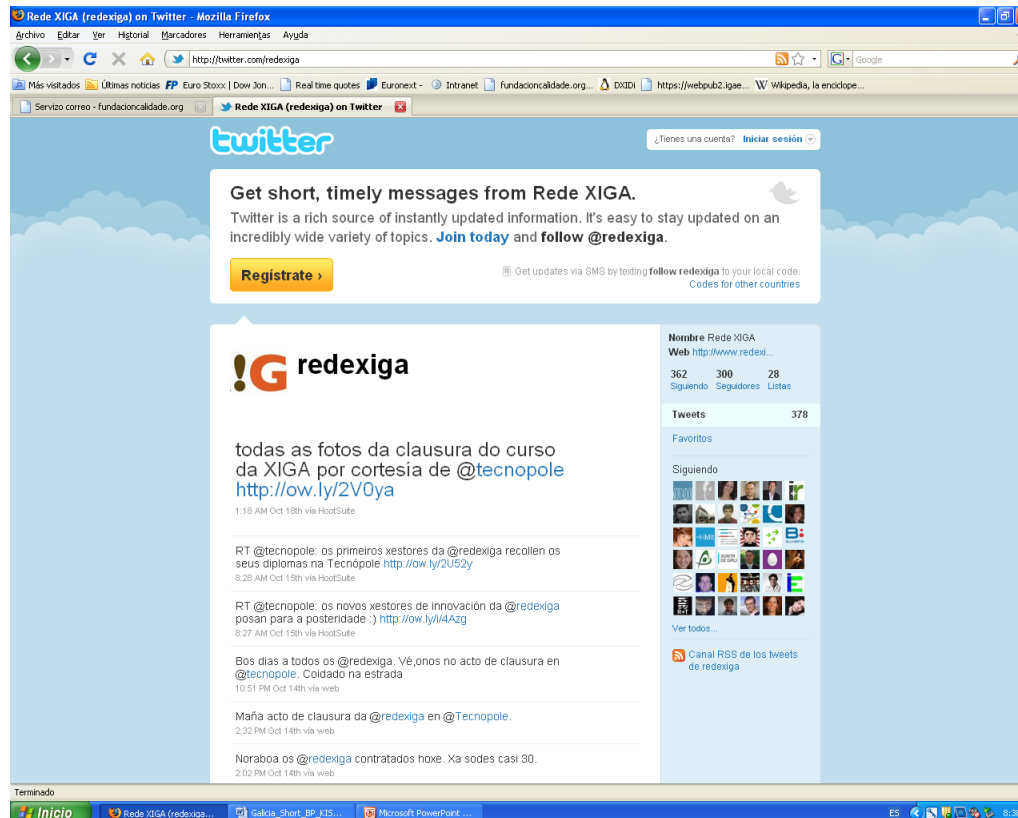 Rede XIGA (redexiga) on Twitter - Mozilla Firefox
Archivo Editar Ver Historial Marcadores Herramientas Ayuda
http://twitter.com/redexiga
Google
Más visitados Últimas noticias FP Euro Stoxx | Dow Jon... Real time quotes Euronext - Intranet fundacioncalidade.org... DXIDi https://webpub2.igae... W Wikipedia, la enciclope...
Servizo correo - fundacioncalidade.org Rede XIGA (redexiga) on Twitter
twitter
¿Tienes una cuenta? Iniciar sesión
Get short, timely messages from Rede XIGA.
Twitter is a rich source of instantly updated information. It's easy to stay updated on an
incredibly wide variety of topics. Join today and follow @redexiga.
Regístrate ›
Get updates via SMS by texting follow redexiga to your local code.
Codes for other countries
!G redexiga
todas as fotos da clausura do curso
da XIGA por cortesia de @tecnopole
http://ow.ly/2V0ya
1:18 AM Oct 18th vía HootSuite
RT @tecnopole: os primeiros xestores da @redexiga recollen os
seus diplomas na Tecnópole http://ow.ly/2U52y
8:28 AM Oct 15th vía HootSuite
RT @tecnopole: os novos xestores de innovación da @redexiga
posan para a posteridade :) http://ow.ly/i/4Azg
8:27 AM Oct 15th vía HootSuite
Bos dias a todos os @redexiga. Vé,onos no acto de clausura en
@tecnopole. Coidado na estrada
10:51 PM Oct 14th vía web
Maña acto de clausura da @redexiga en @Tecnopole.
2:32 PM Oct 14th vía web
Noraboa os @redexiga contratados hoxe. Xa sodes casi 30.
2:02 PM Oct 14th vía web
Nombre Rede XIGA
Web http://www.redexi...
362 300 28
Siguiendo Seguidores Listas
Tweets 378
Favoritos
Siguiendo
Ver todos...
Canal RSS de los tweets
de redexiga
Terminado
Inicio Rede XIGA (redexiga... Galicia_Short_BP_KIS... Microsoft PowerPoint ... ES 8:38